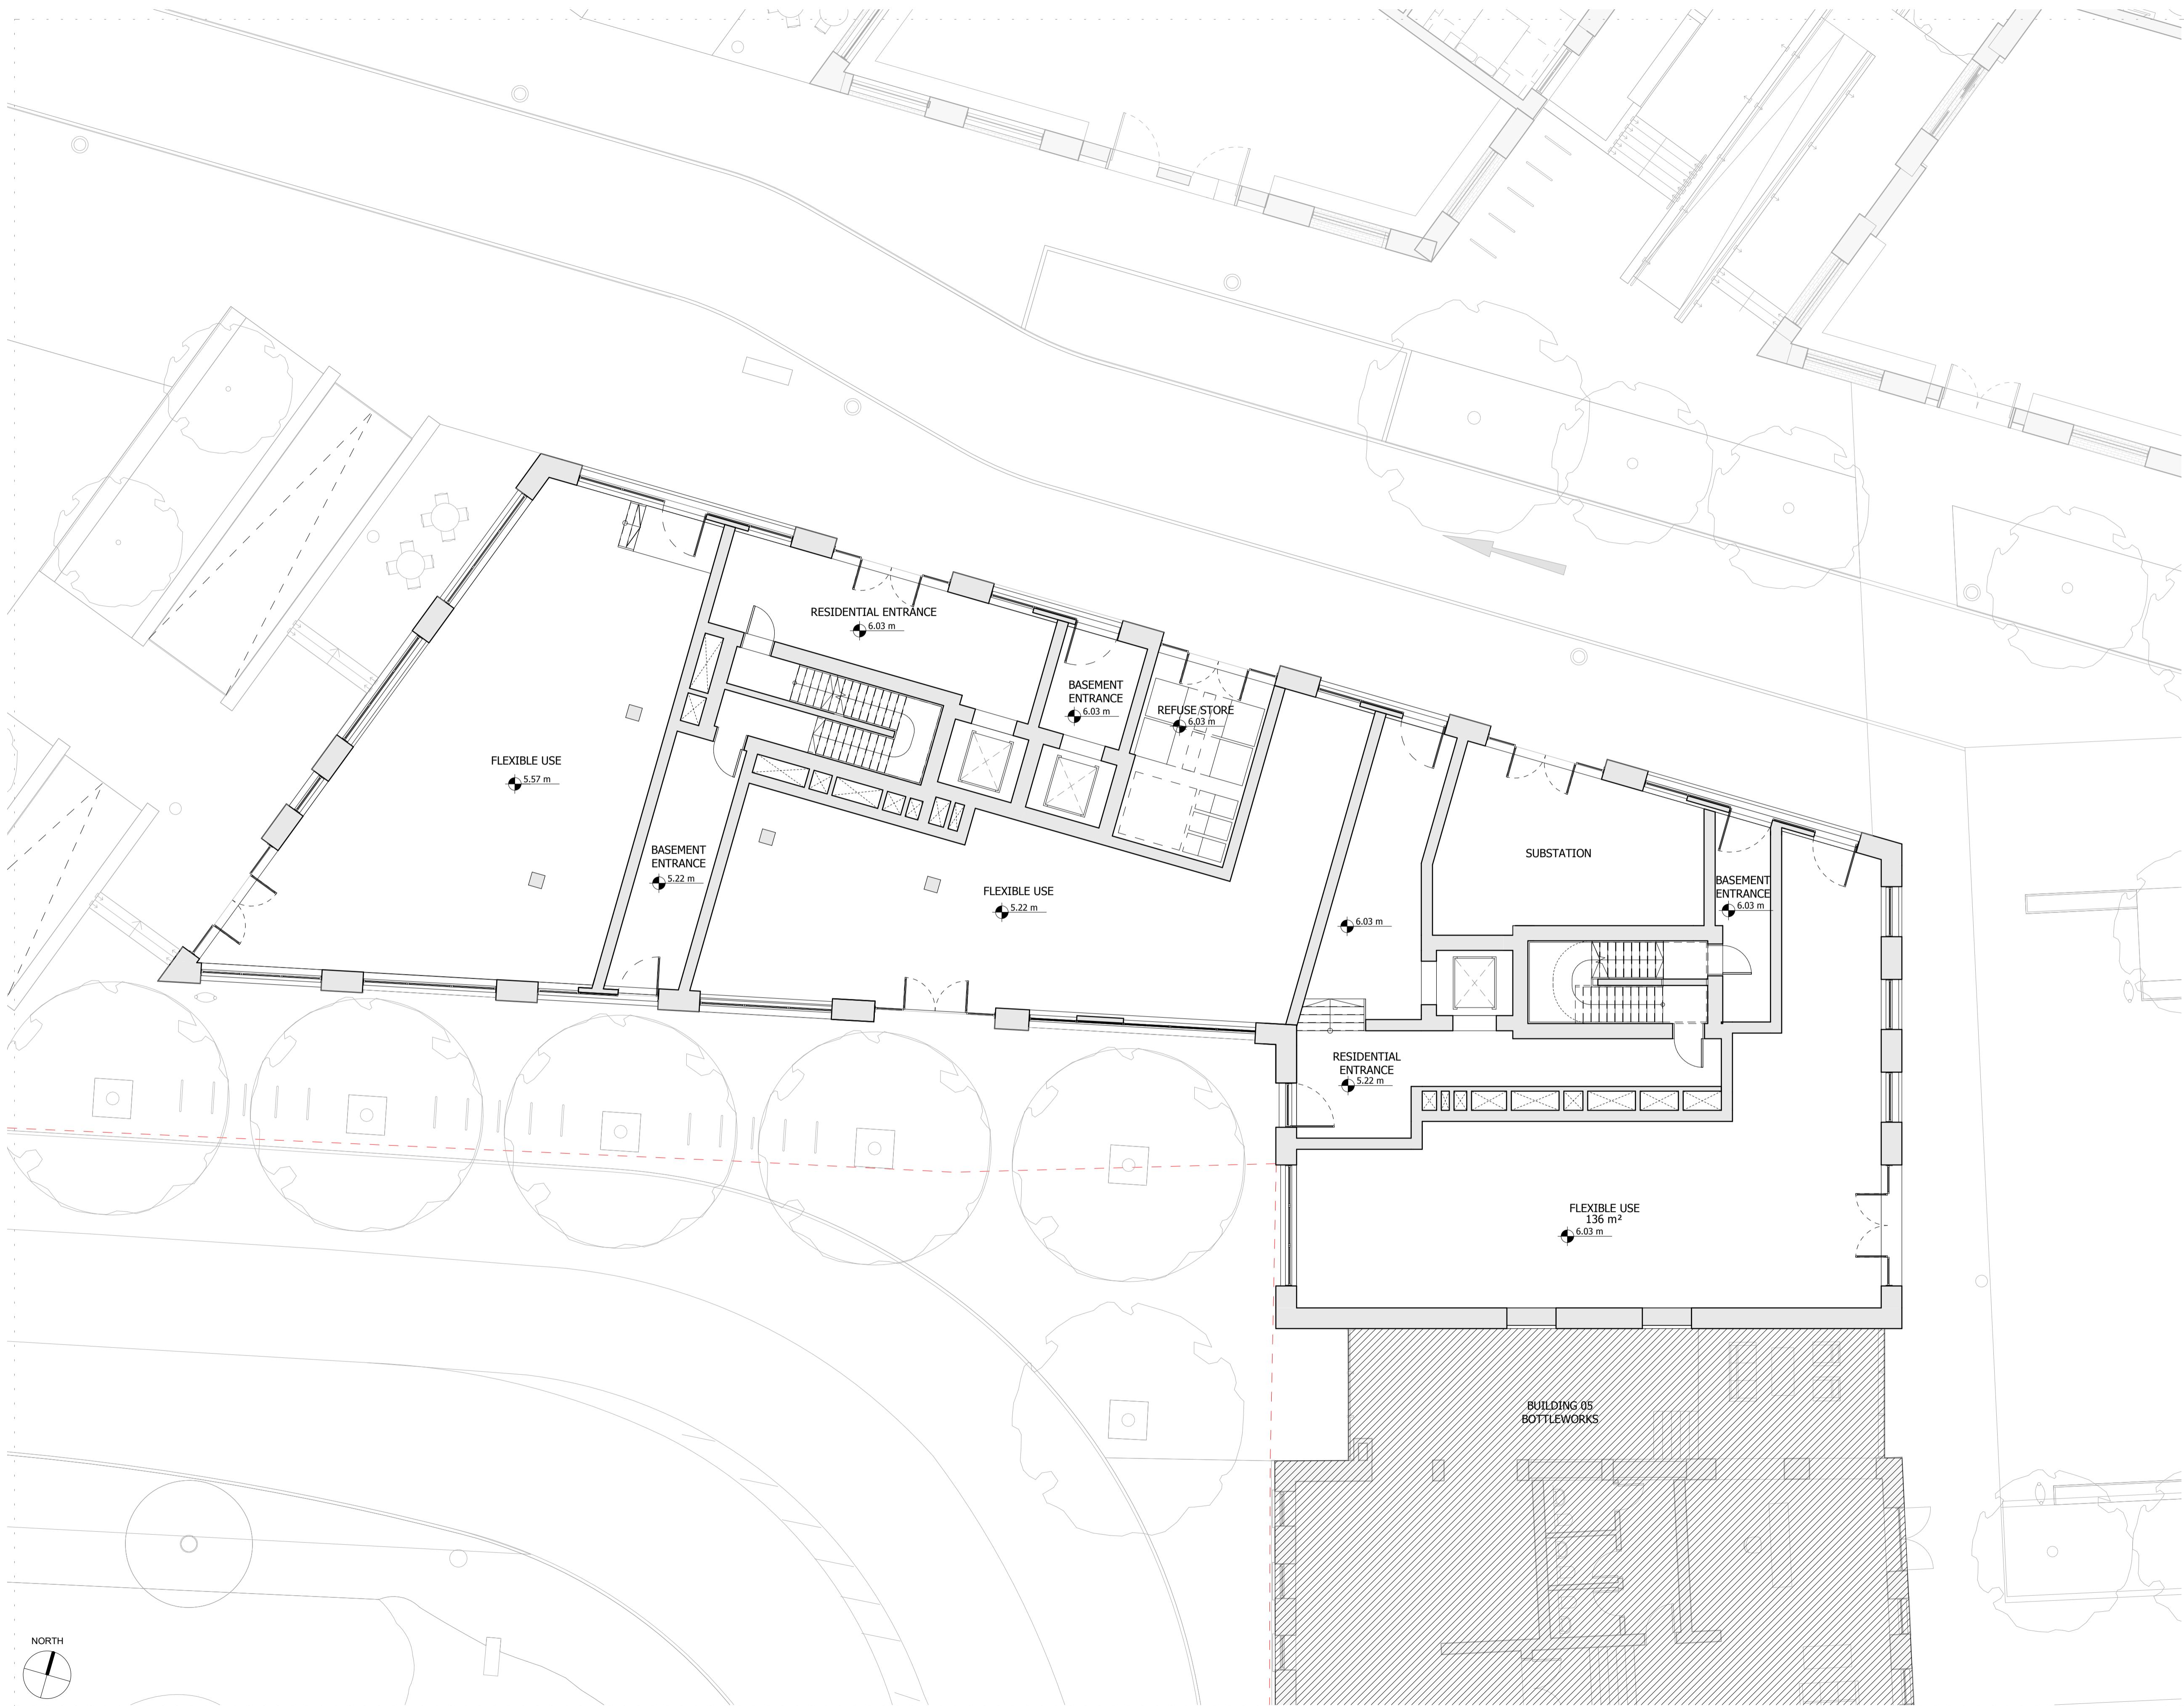 RESIDENTIAL ENTRANCE
6.03 m
BASEMENT
ENTRANCE
6.03 m
REFUSE STORE
6.03 m
FLEXIBLE USE
5.57 m
BASEMENT
ENTRANCE
5.22 m
FLEXIBLE USE
5.22 m
6.03 m
SUBSTATION
BASEMENT
ENTRANCE
6.03 m
RESIDENTIAL
ENTRANCE
5.22 m
FLEXIBLE USE
136 m²
6.03 m
BUILDING 05
BOTTLEWORKS
NORTH